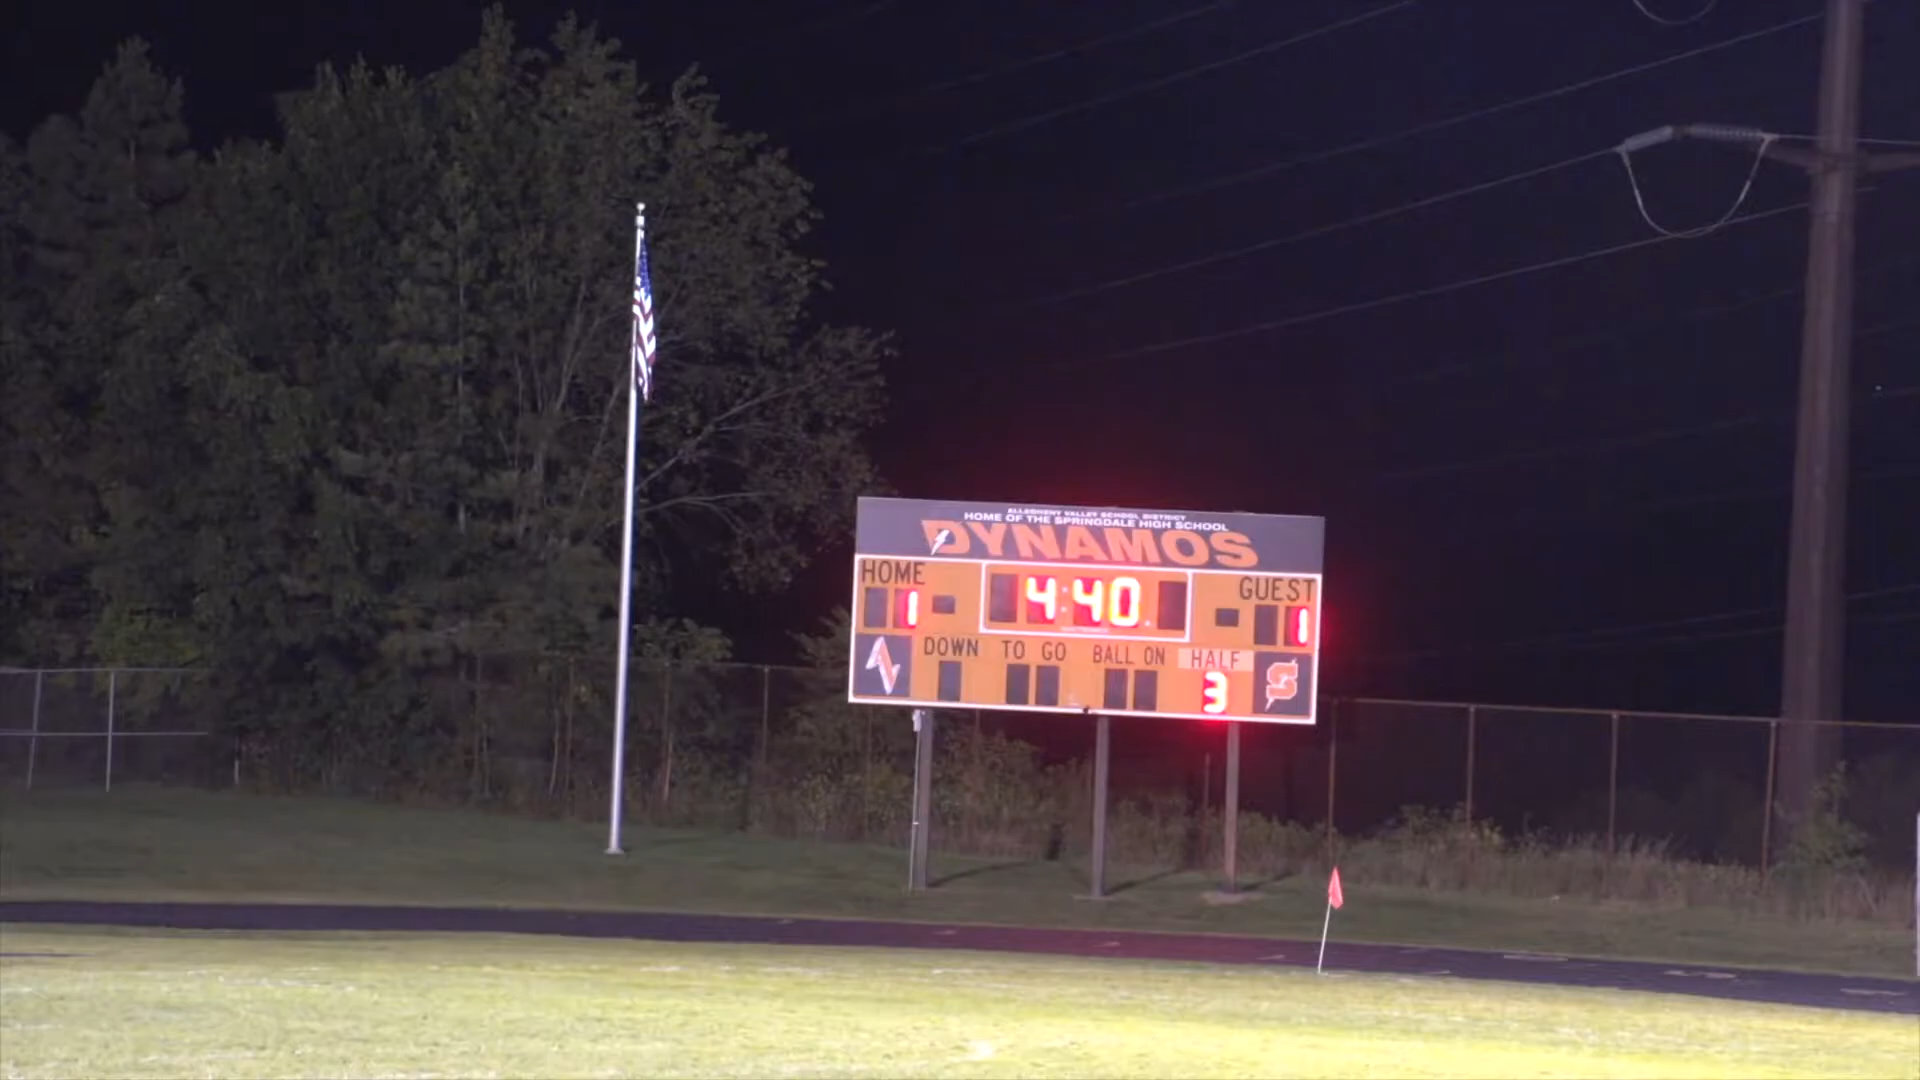 ALLEGHENY VALLEY SCHOOL DISTRICT
HOME OF THE SPRINGDALE HIGH SCHOOL
DYNAMOS
HOME 4:40 GUEST
1 1
DOWN TO GO BALL ON HALF
AV 3 S